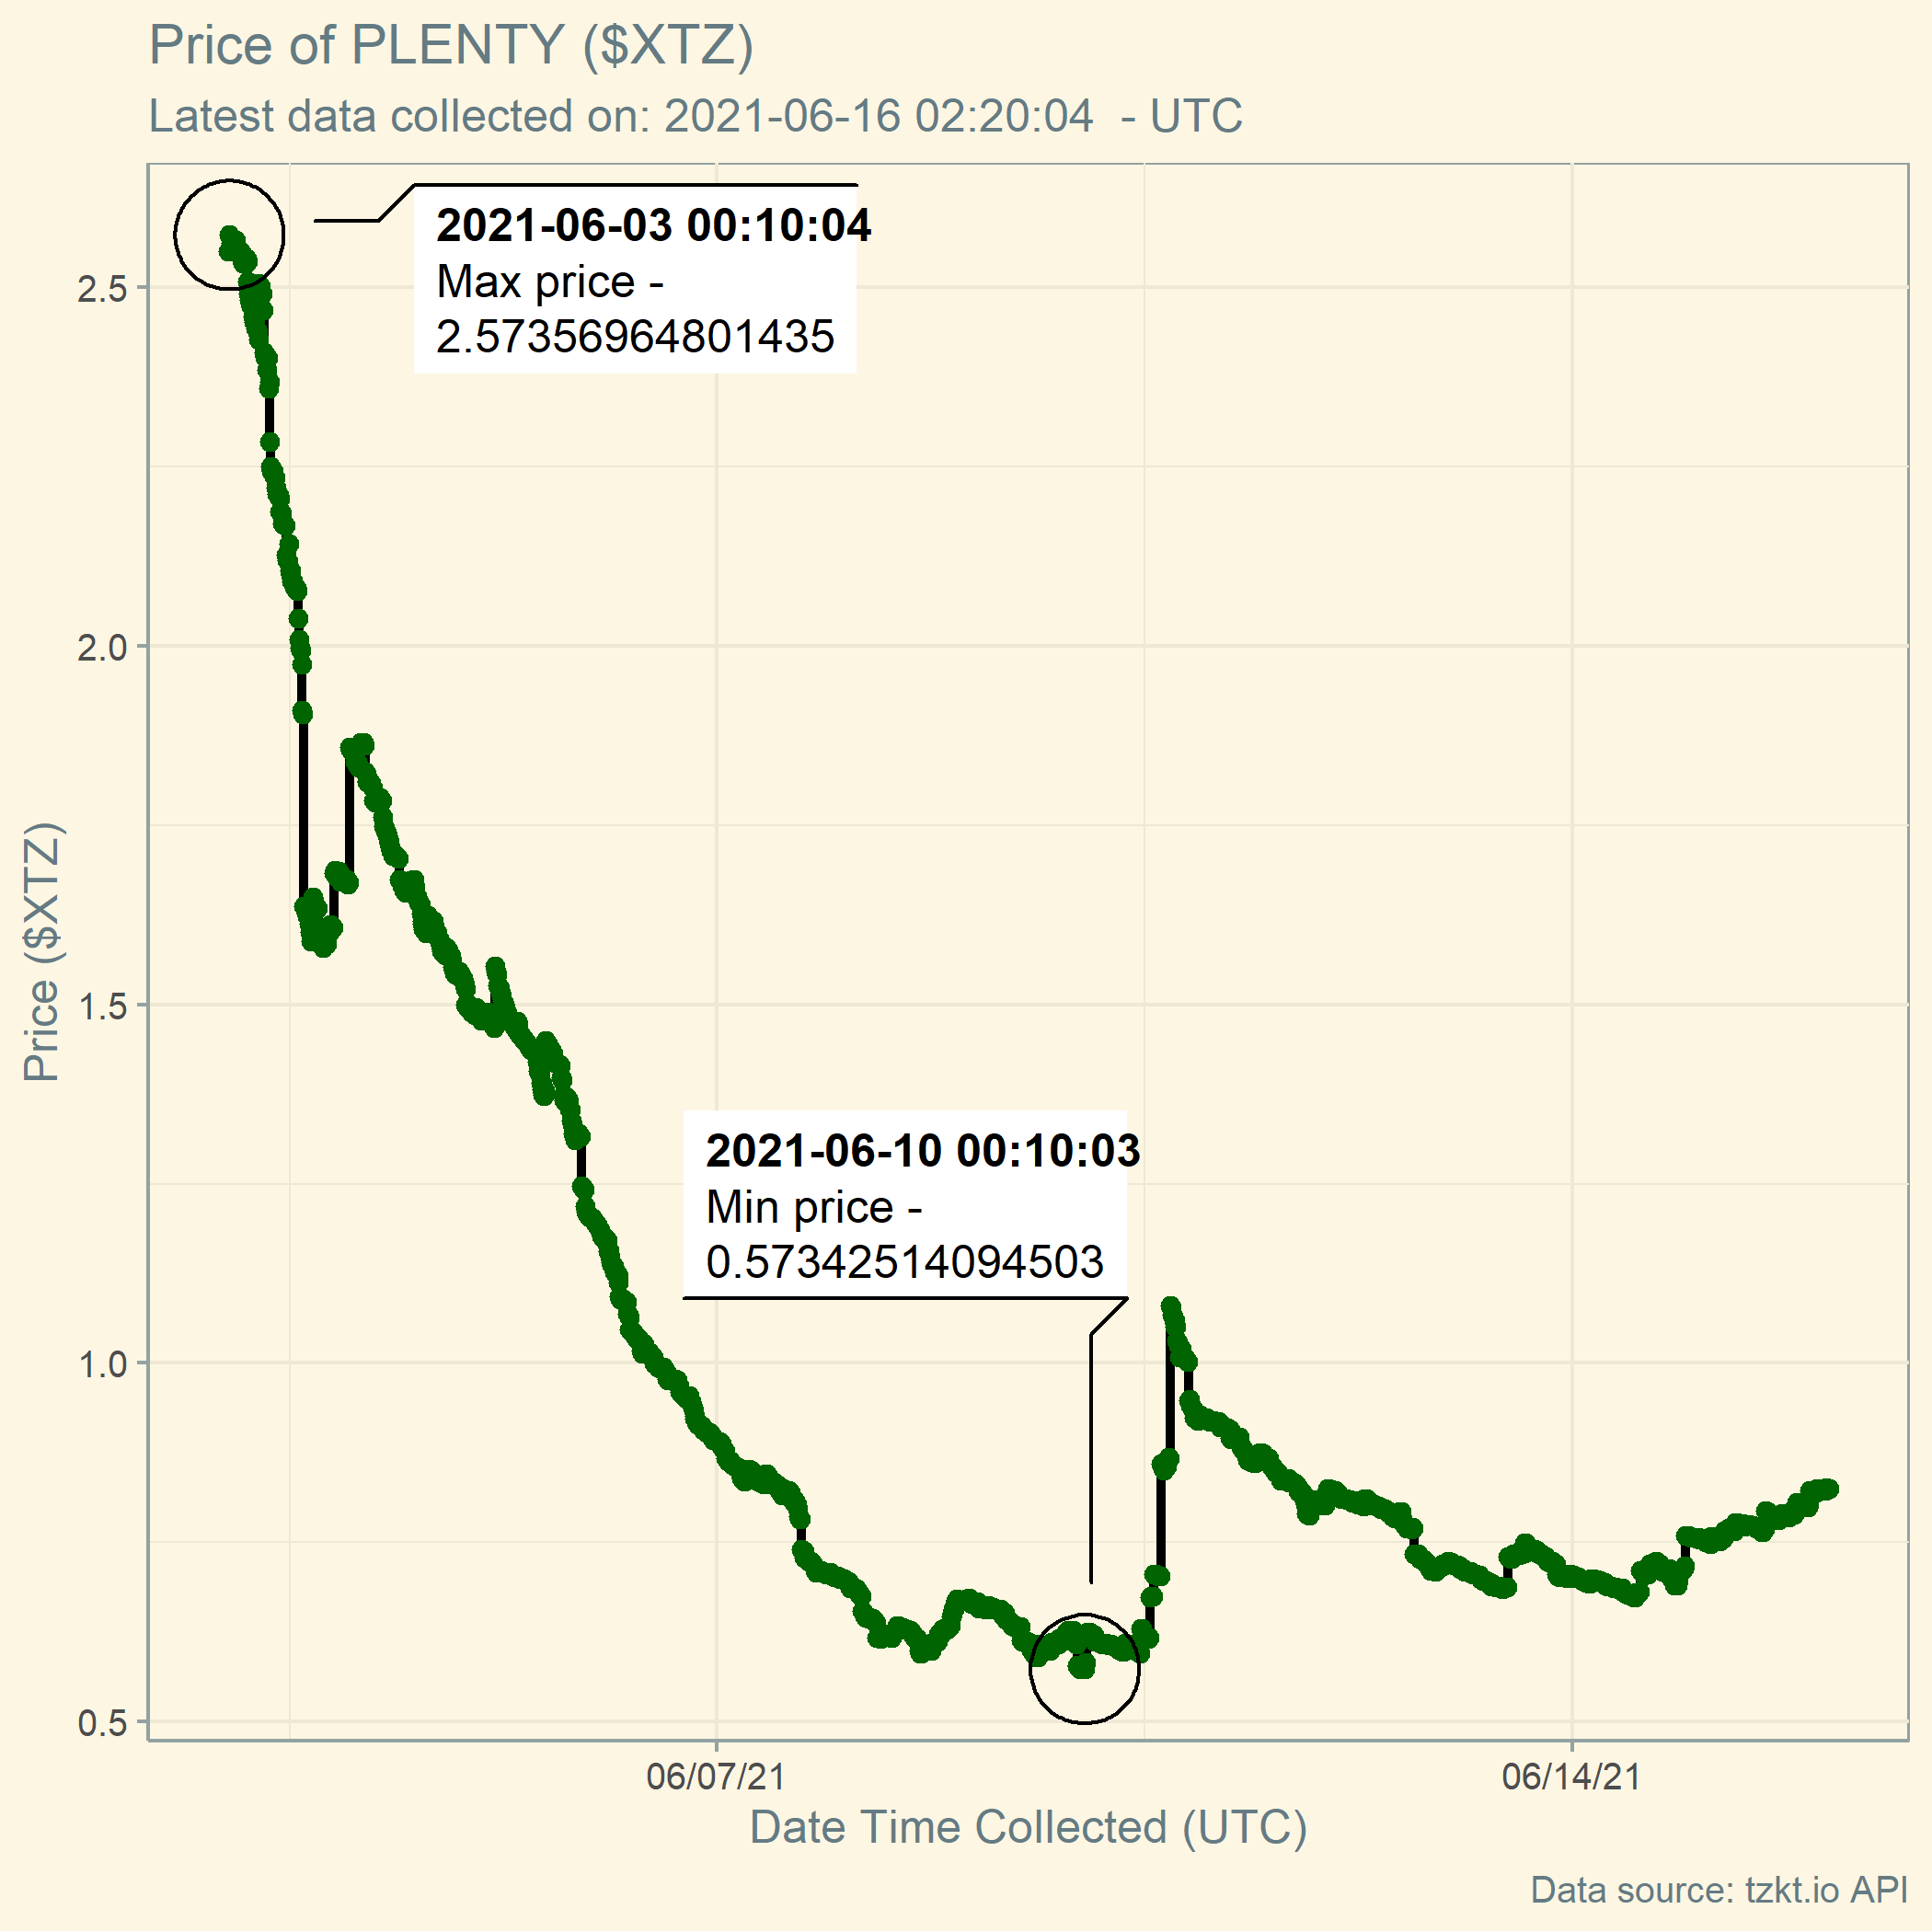 Price of PLENTY ($XTZ)
Latest data collected on: 2021-06-16 02:20:04  - UTC
2021-06-03 00:10:04
Max price -
2.57356964801435
2.5
2.0
1.5
1.0
0.5
Price ($XTZ)
2021-06-10 00:10:03
Min price -
0.57342514094503
06/07/21
06/14/21
Date Time Collected (UTC)
Data source: tzkt.io API